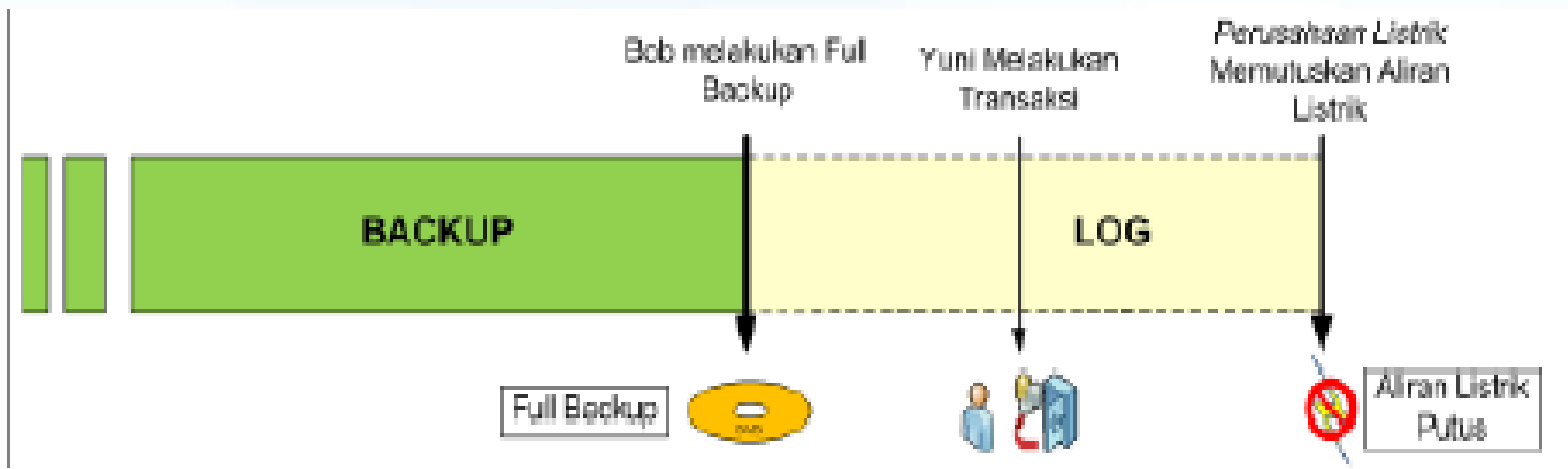 Bob melakukan Full
Backup
Yuni Melakukan
Transaksi
Perusahaan Listrik
Memutuskan Aliran
Listrik
BACKUP
LOG
Full Backup
Aliran Listrik
Putus